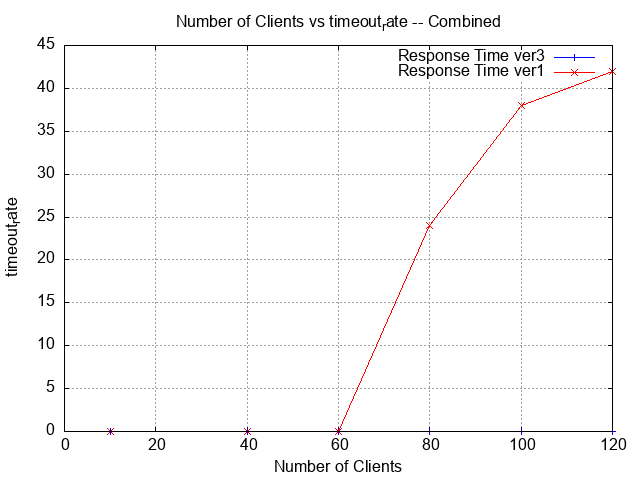 Number of Clients vs timeout_rate -- Combined
45
40
35
30
25
20
15
10
5
0
timeout_rate
Response Time ver3
Response Time ver1
0 20 40 60 80 100 120
Number of Clients